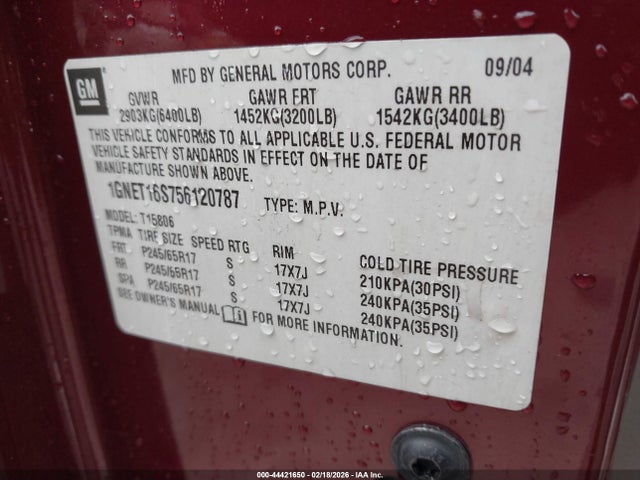 GM
MFD BY GENERAL MOTORS CORP. 09/04
GVWR GAWR FRT GAWR RR
2903KG(6400LB) 1452KG(3200LB) 1542KG(3400LB)
THIS VEHICLE CONFORMS TO ALL APPLICABLE U.S. FEDERAL MOTOR
VEHICLE SAFETY STANDARDS IN EFFECT ON THE DATE OF
MANUFACTURE SHOWN ABOVE.
1GNET16S756120787 TYPE: M.P.V.
MODEL: T15806
TPMA TIRE SIZE SPEED RTG RIM COLD TIRE PRESSURE
FRT P245/65R17 S 17X7J 210KPA(30PSI)
RR P245/65R17 S 17X7J 240KPA(35PSI)
SPA P245/65R17 S 17X7J 240KPA(35PSI)
SEE OWNER'S MANUAL FOR MORE INFORMATION.
000-44421650 - 02/18/2026 - IAA Inc.